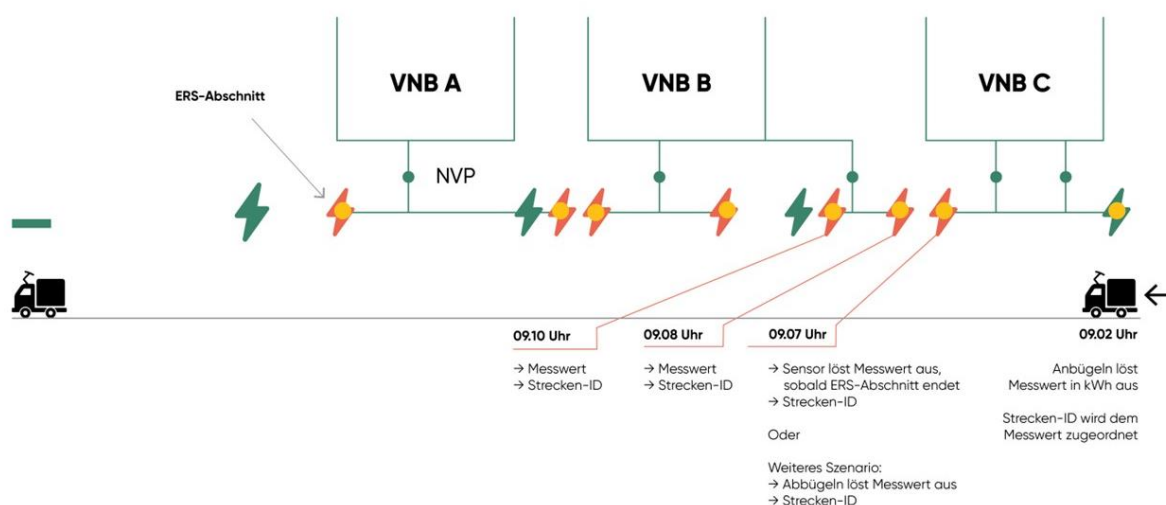 VNB A
VNB B
VNB C
ERS-Abschnitt
NVP
09.10 Uhr
→ Messwert
→ Strecken-ID
09.08 Uhr
→ Messwert
→ Strecken-ID
09.07 Uhr
→ Sensor löst Messwert aus,
sobald ERS-Abschnitt endet
→ Strecken-ID
Oder
Weiteres Szenario:
→ Abbügeln löst Messwert aus
→ Strecken-ID
09.02 Uhr
Anbügeln löst
Messwert in kWh aus
Strecken-ID wird dem
Messwert zugeordnet